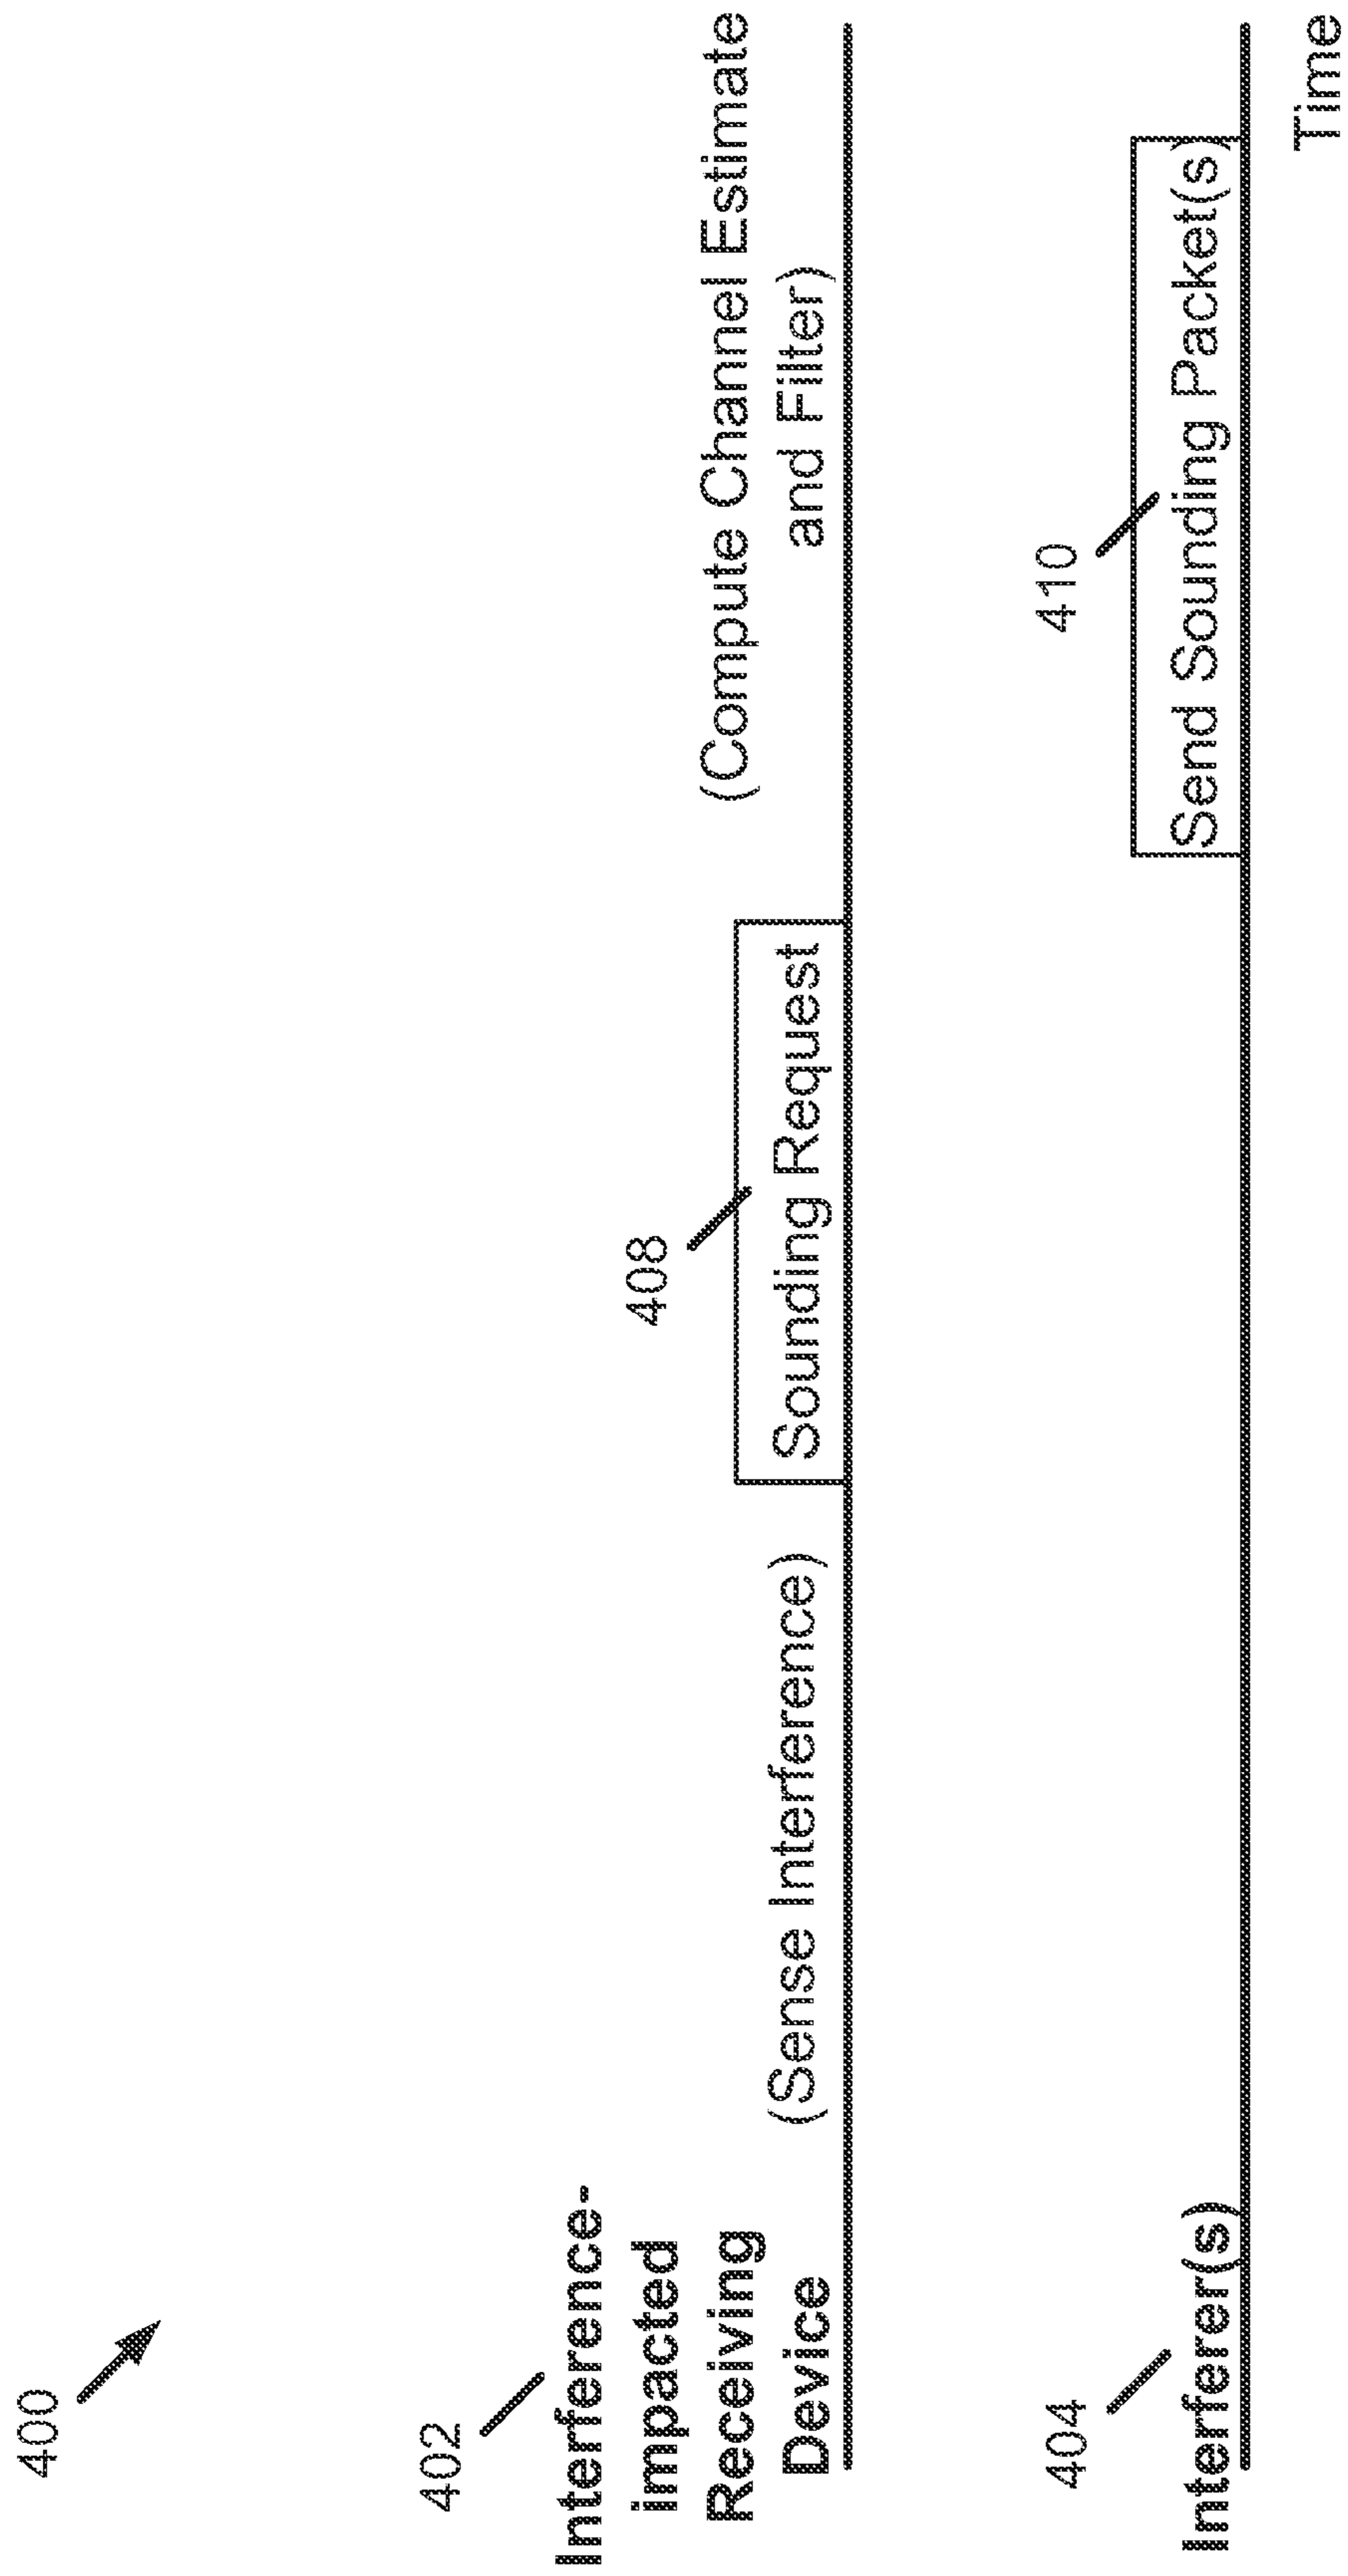 400
402
Interference-
impacted
Receiving
Device
(Sense Interference)
408
Sounding Request
(Compute Channel Estimate
and Filter)
404
Interferer(s)
410
Send Sounding Packet(s)
Time